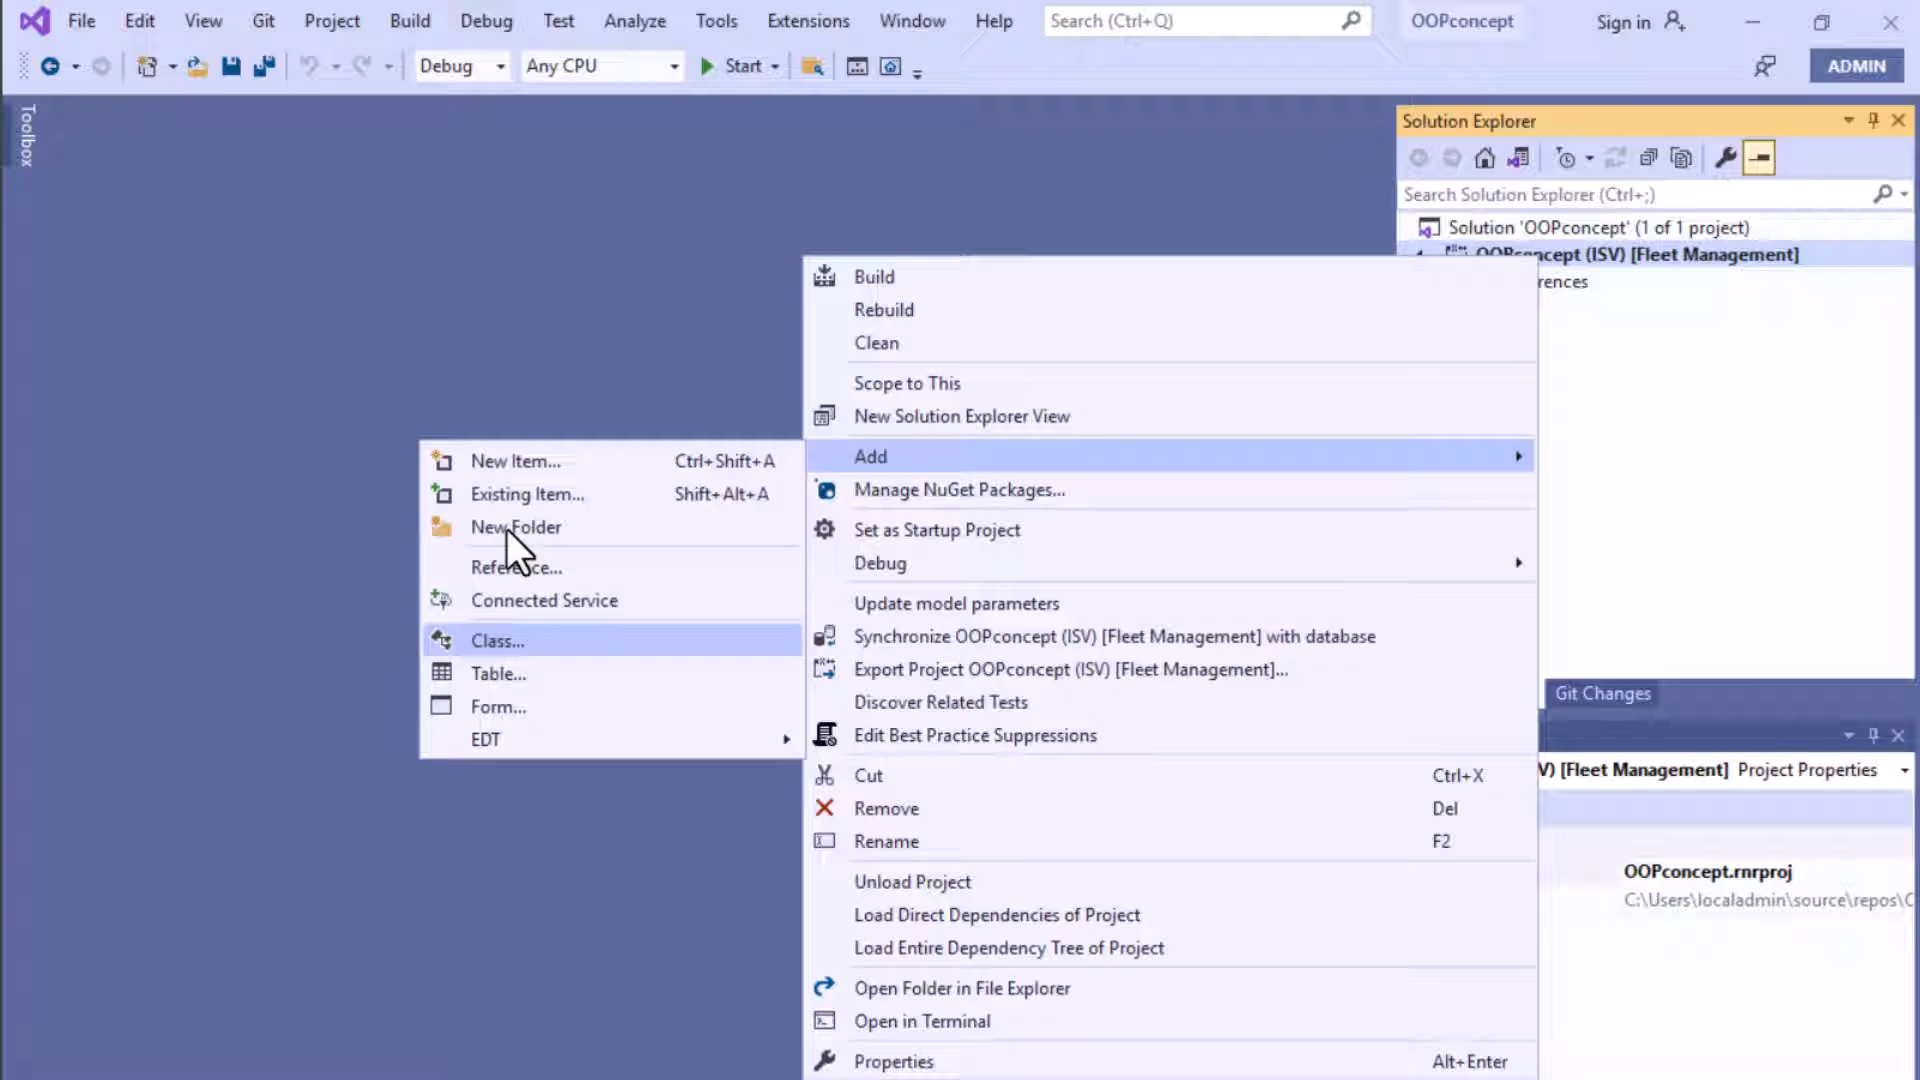 File Edit View Git Project Build Debug Test Analyze Tools Extensions Window Help Search (Ctrl+Q) OOPconcept Sign in
Debug Any CPU Start ADMIN
Toolbox
Solution Explorer
Search Solution Explorer (Ctrl+;)
Solution 'OOPconcept' (1 of 1 project)
OOPconcept (ISV) [Fleet Management]
rences
Build
Rebuild
Clean
Scope to This
New Solution Explorer View
Add
Manage NuGet Packages...
Set as Startup Project
Debug
Update model parameters
Synchronize OOPconcept (ISV) [Fleet Management] with database
Export Project OOPconcept (ISV) [Fleet Management]...
Discover Related Tests
Edit Best Practice Suppressions
Cut Ctrl+X
Remove Del
Rename F2
Unload Project
Load Direct Dependencies of Project
Load Entire Dependency Tree of Project
Open Folder in File Explorer
Open in Terminal
Properties Alt+Enter
New Item... Ctrl+Shift+A
Existing Item... Shift+Alt+A
New Folder
Reference...
Connected Service
Class...
Table...
Form...
EDT
Git Changes
V) [Fleet Management] Project Properties
OOPconcept.rnrproj
C:\Users\localadmin\source\repos\C